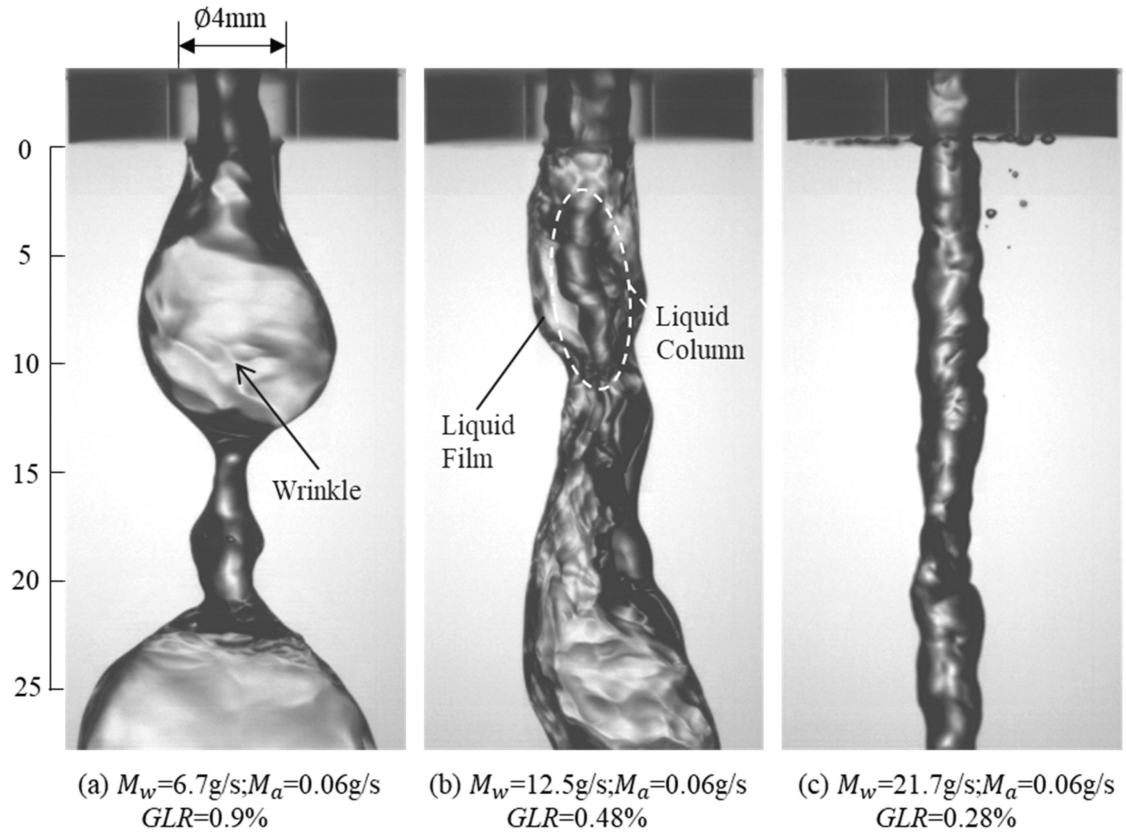 Ø4mm
0
5
10
15
20
25
Wrinkle
Liquid
Film
Liquid
Column
(a) Mw=6.7g/s;Ma=0.06g/s
GLR=0.9%
(b) Mw=12.5g/s;Ma=0.06g/s
GLR=0.48%
(c) Mw=21.7g/s;Ma=0.06g/s
GLR=0.28%